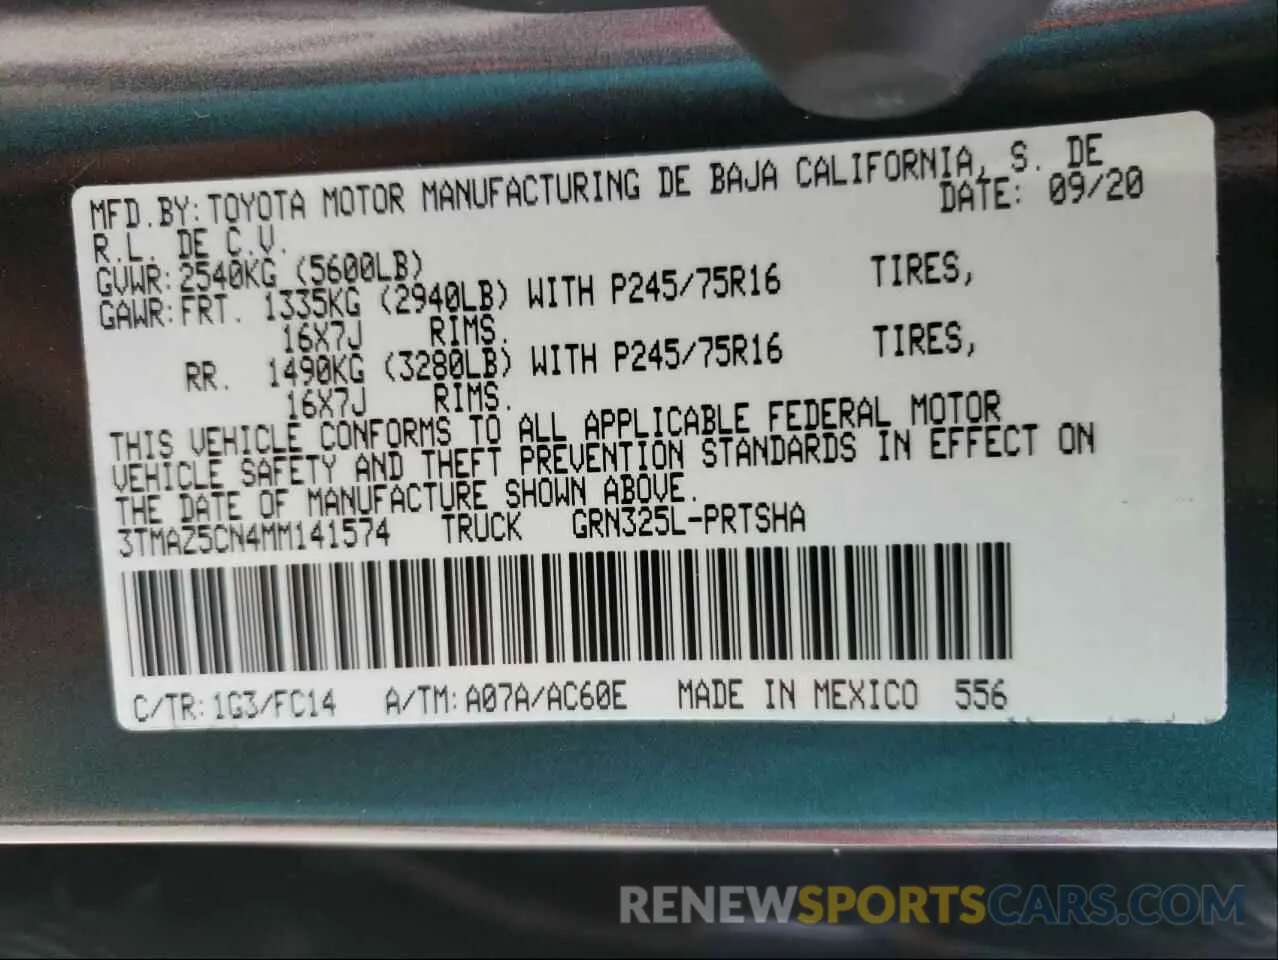 MFD.BY:TOYOTA MOTOR MANUFACTURING DE BAJA CALIFORNIA, S. DE
R.L. DE C.V. DATE: 09/20
GVWR:2540KG (5600LB)
GAWR:FRT. 1335KG (2940LB) WITH P245/75R16 TIRES,
16X7J RIMS.
RR. 1490KG (3280LB) WITH P245/75R16 TIRES,
16X7J RIMS.
THIS VEHICLE CONFORMS TO ALL APPLICABLE FEDERAL MOTOR
VEHICLE SAFETY AND THEFT PREVENTION STANDARDS IN EFFECT ON
THE DATE OF MANUFACTURE SHOWN ABOVE.
3TMAZ5CN4MM141574 TRUCK GRN325L-PRTSHA
C/TR:1G3/FC14 A/TM:A07A/AC60E MADE IN MEXICO 556
RENEWSPORTSCARS.COM